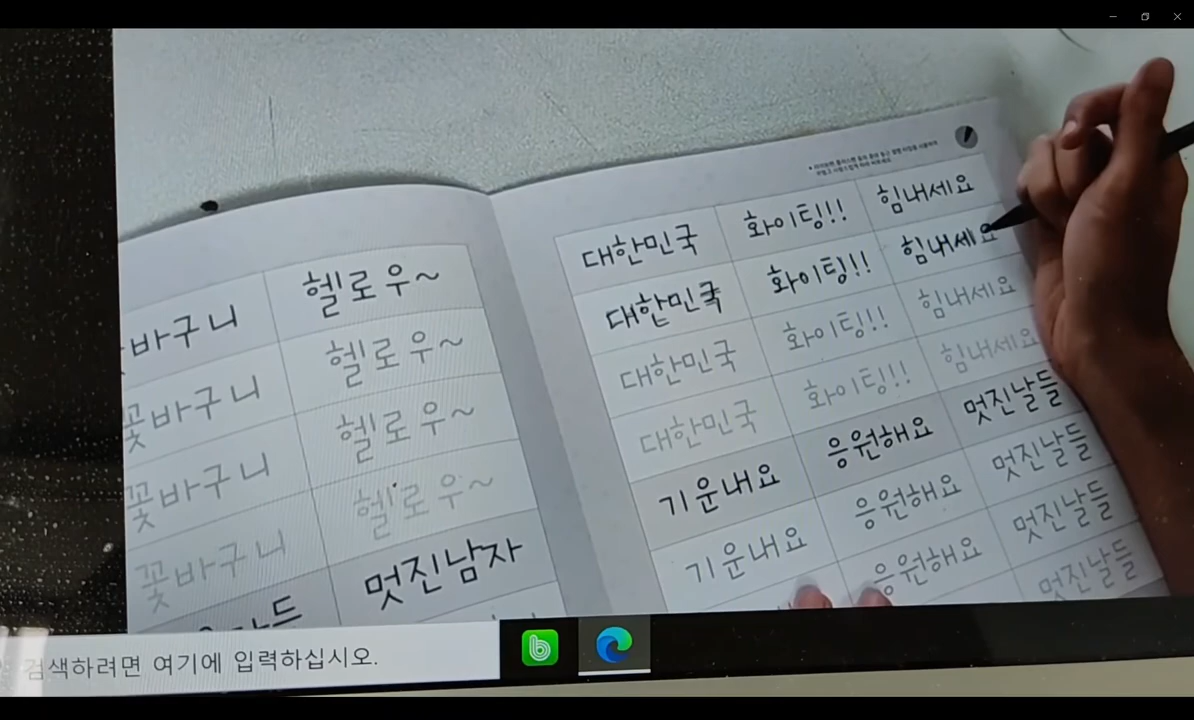 대한민국 화이팅!! 힘내세요
대한민국 화이팅!! 힘내세요
대한민국 화이팅!! 힘내세요
대한민국 화이팅!! 힘내세요
기운내요 응원해요 멋진날들
기운내요 응원해요 멋진날들
응원해요 멋진날들
멋진날들
바구니 헬로우~
꽃바구니 헬로우~
꽃바구니 헬로우~
꽃바구니 헬로우~
멋진남자
검색하려면 여기에 입력하십시오.